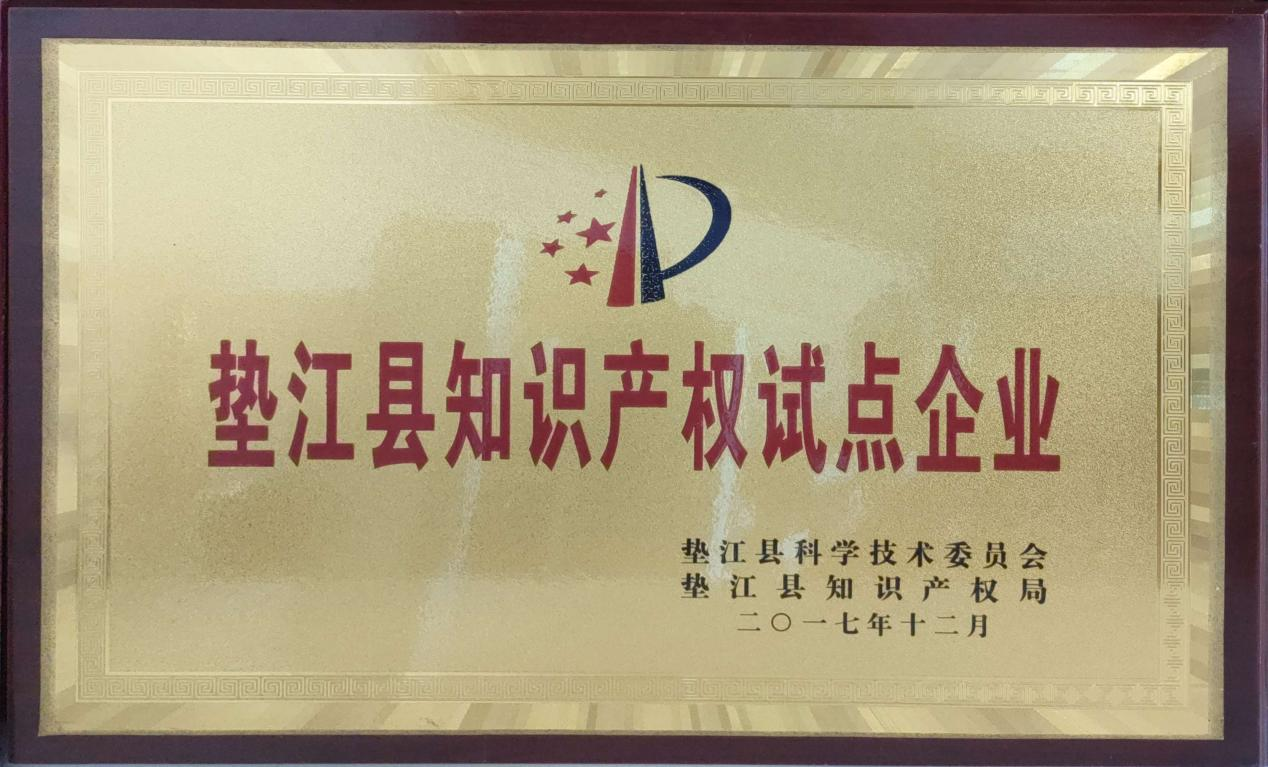 垫江县知识产权试点企业
垫江县科学技术委员会
垫江县知识产权局
二〇一七年十二月